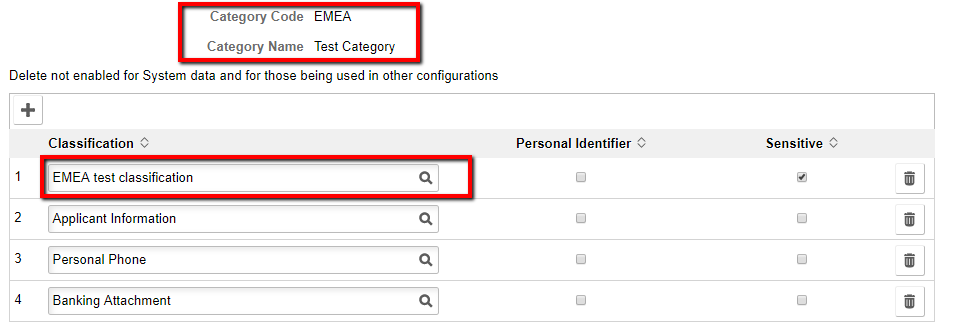 Category Code EMEA
Category Name Test Category
Delete not enabled for System data and for those being used in other configurations
Classification Personal Identifier Sensitive
1 EMEA test classification
2 Applicant Information
3 Personal Phone
4 Banking Attachment